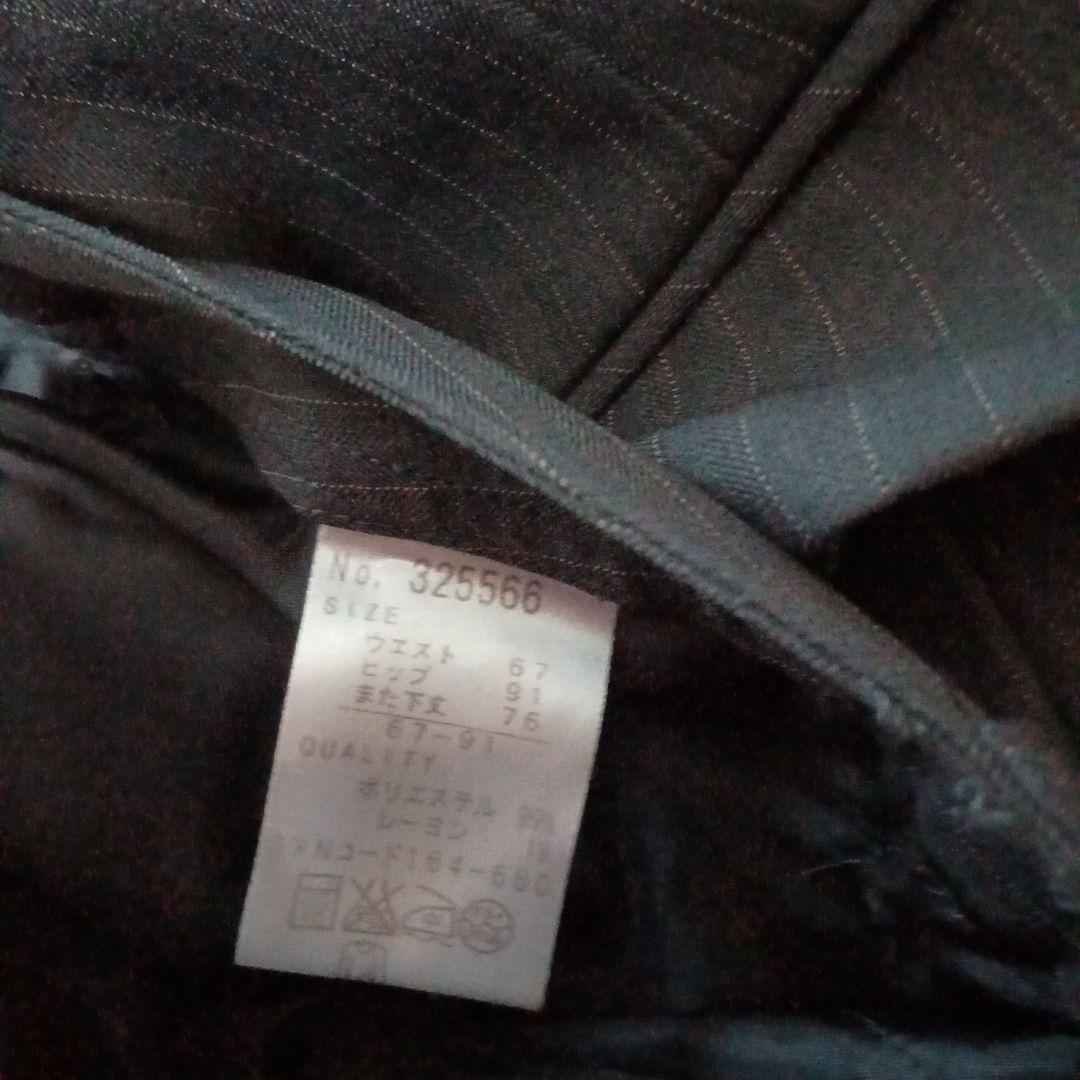 No. 325566
SIZE
ウエスト 67
ヒップ 91
また下丈 76
67-91
QUALITY
ポリエステル
レーヨン